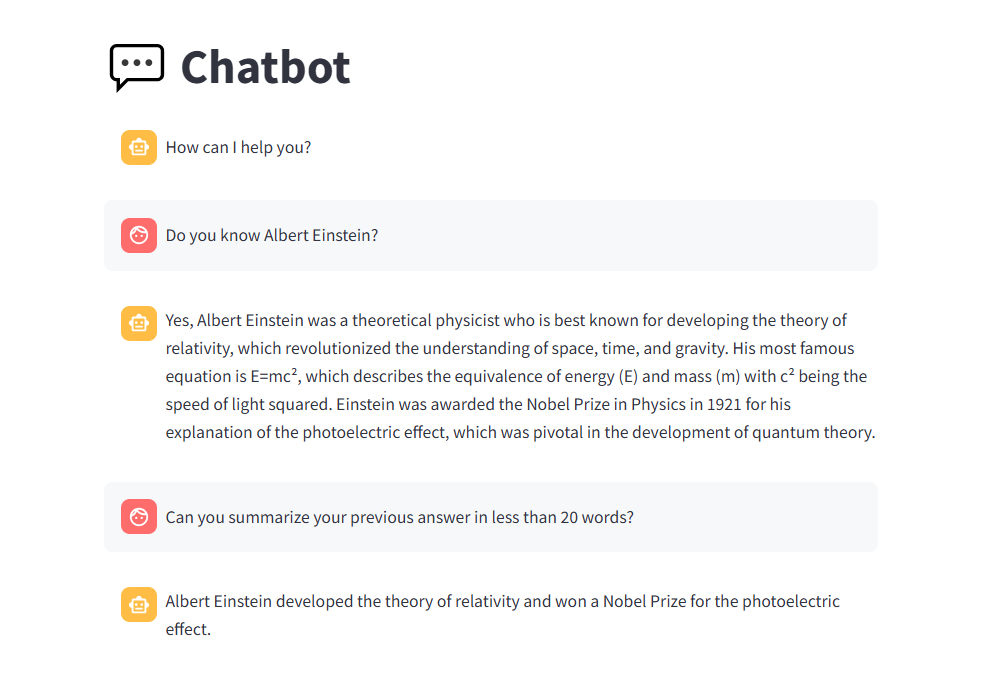 Chatbot
How can I help you?
Do you know Albert Einstein?
Yes, Albert Einstein was a theoretical physicist who is best known for developing the theory of
relativity, which revolutionized the understanding of space, time, and gravity. His most famous
equation is E=mc², which describes the equivalence of energy (E) and mass (m) with c² being the
speed of light squared. Einstein was awarded the Nobel Prize in Physics in 1921 for his
explanation of the photoelectric effect, which was pivotal in the development of quantum theory.
Can you summarize your previous answer in less than 20 words?
Albert Einstein developed the theory of relativity and won a Nobel Prize for the photoelectric
effect.